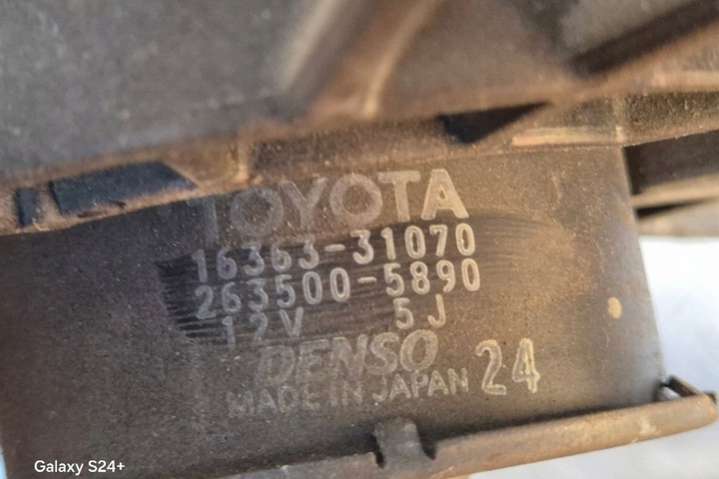 TOYOTA
16363-31070
263500-5890
12V 5J
DENSO
MADE IN JAPAN 24
Galaxy S24+